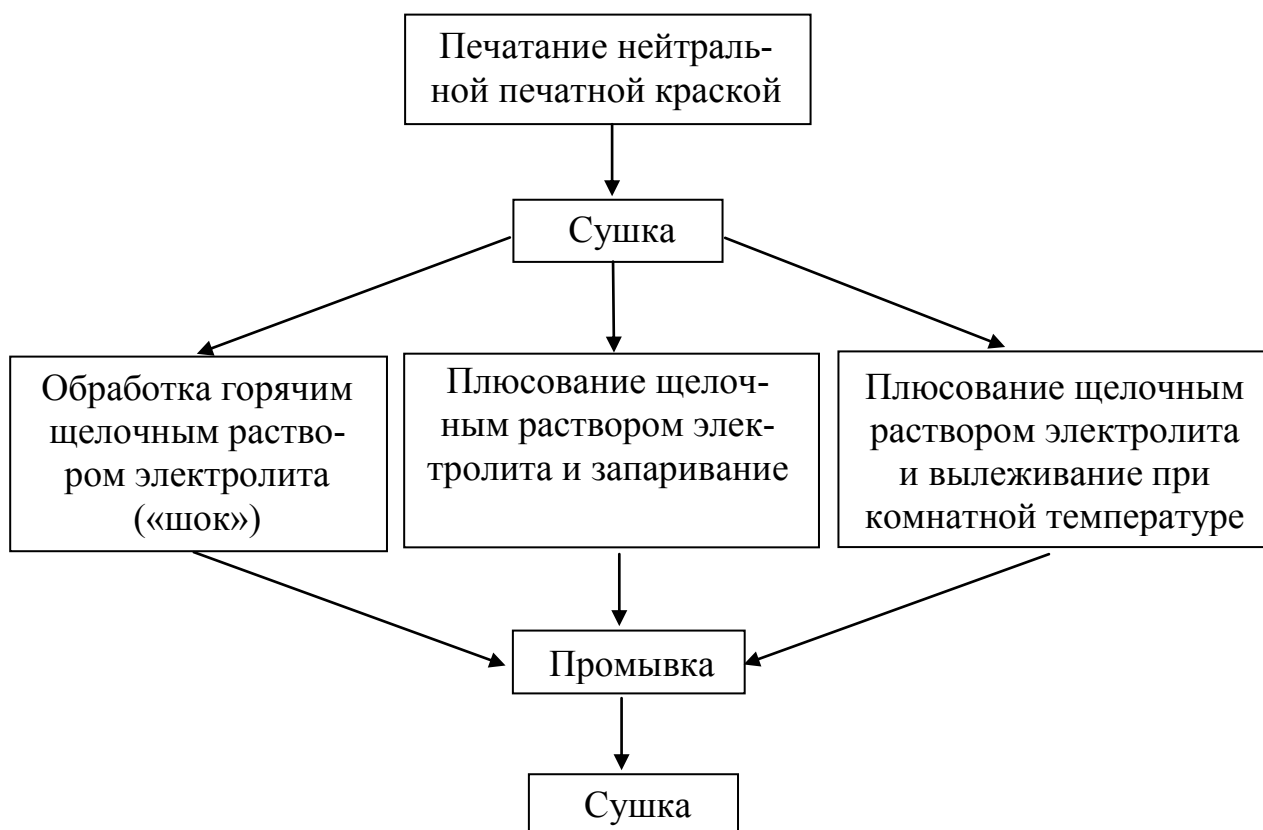 Печатание нейтраль-
ной печатной краской
Сушка
Обработка горячим
щелочным раство-
ром электролита
(«шок»)
Плюсование щелоч-
ным раствором элек-
тролита и запаривание
Плюсование щелочным
раствором электролита
и вылеживание при
комнатной температуре
Промывка
Сушка